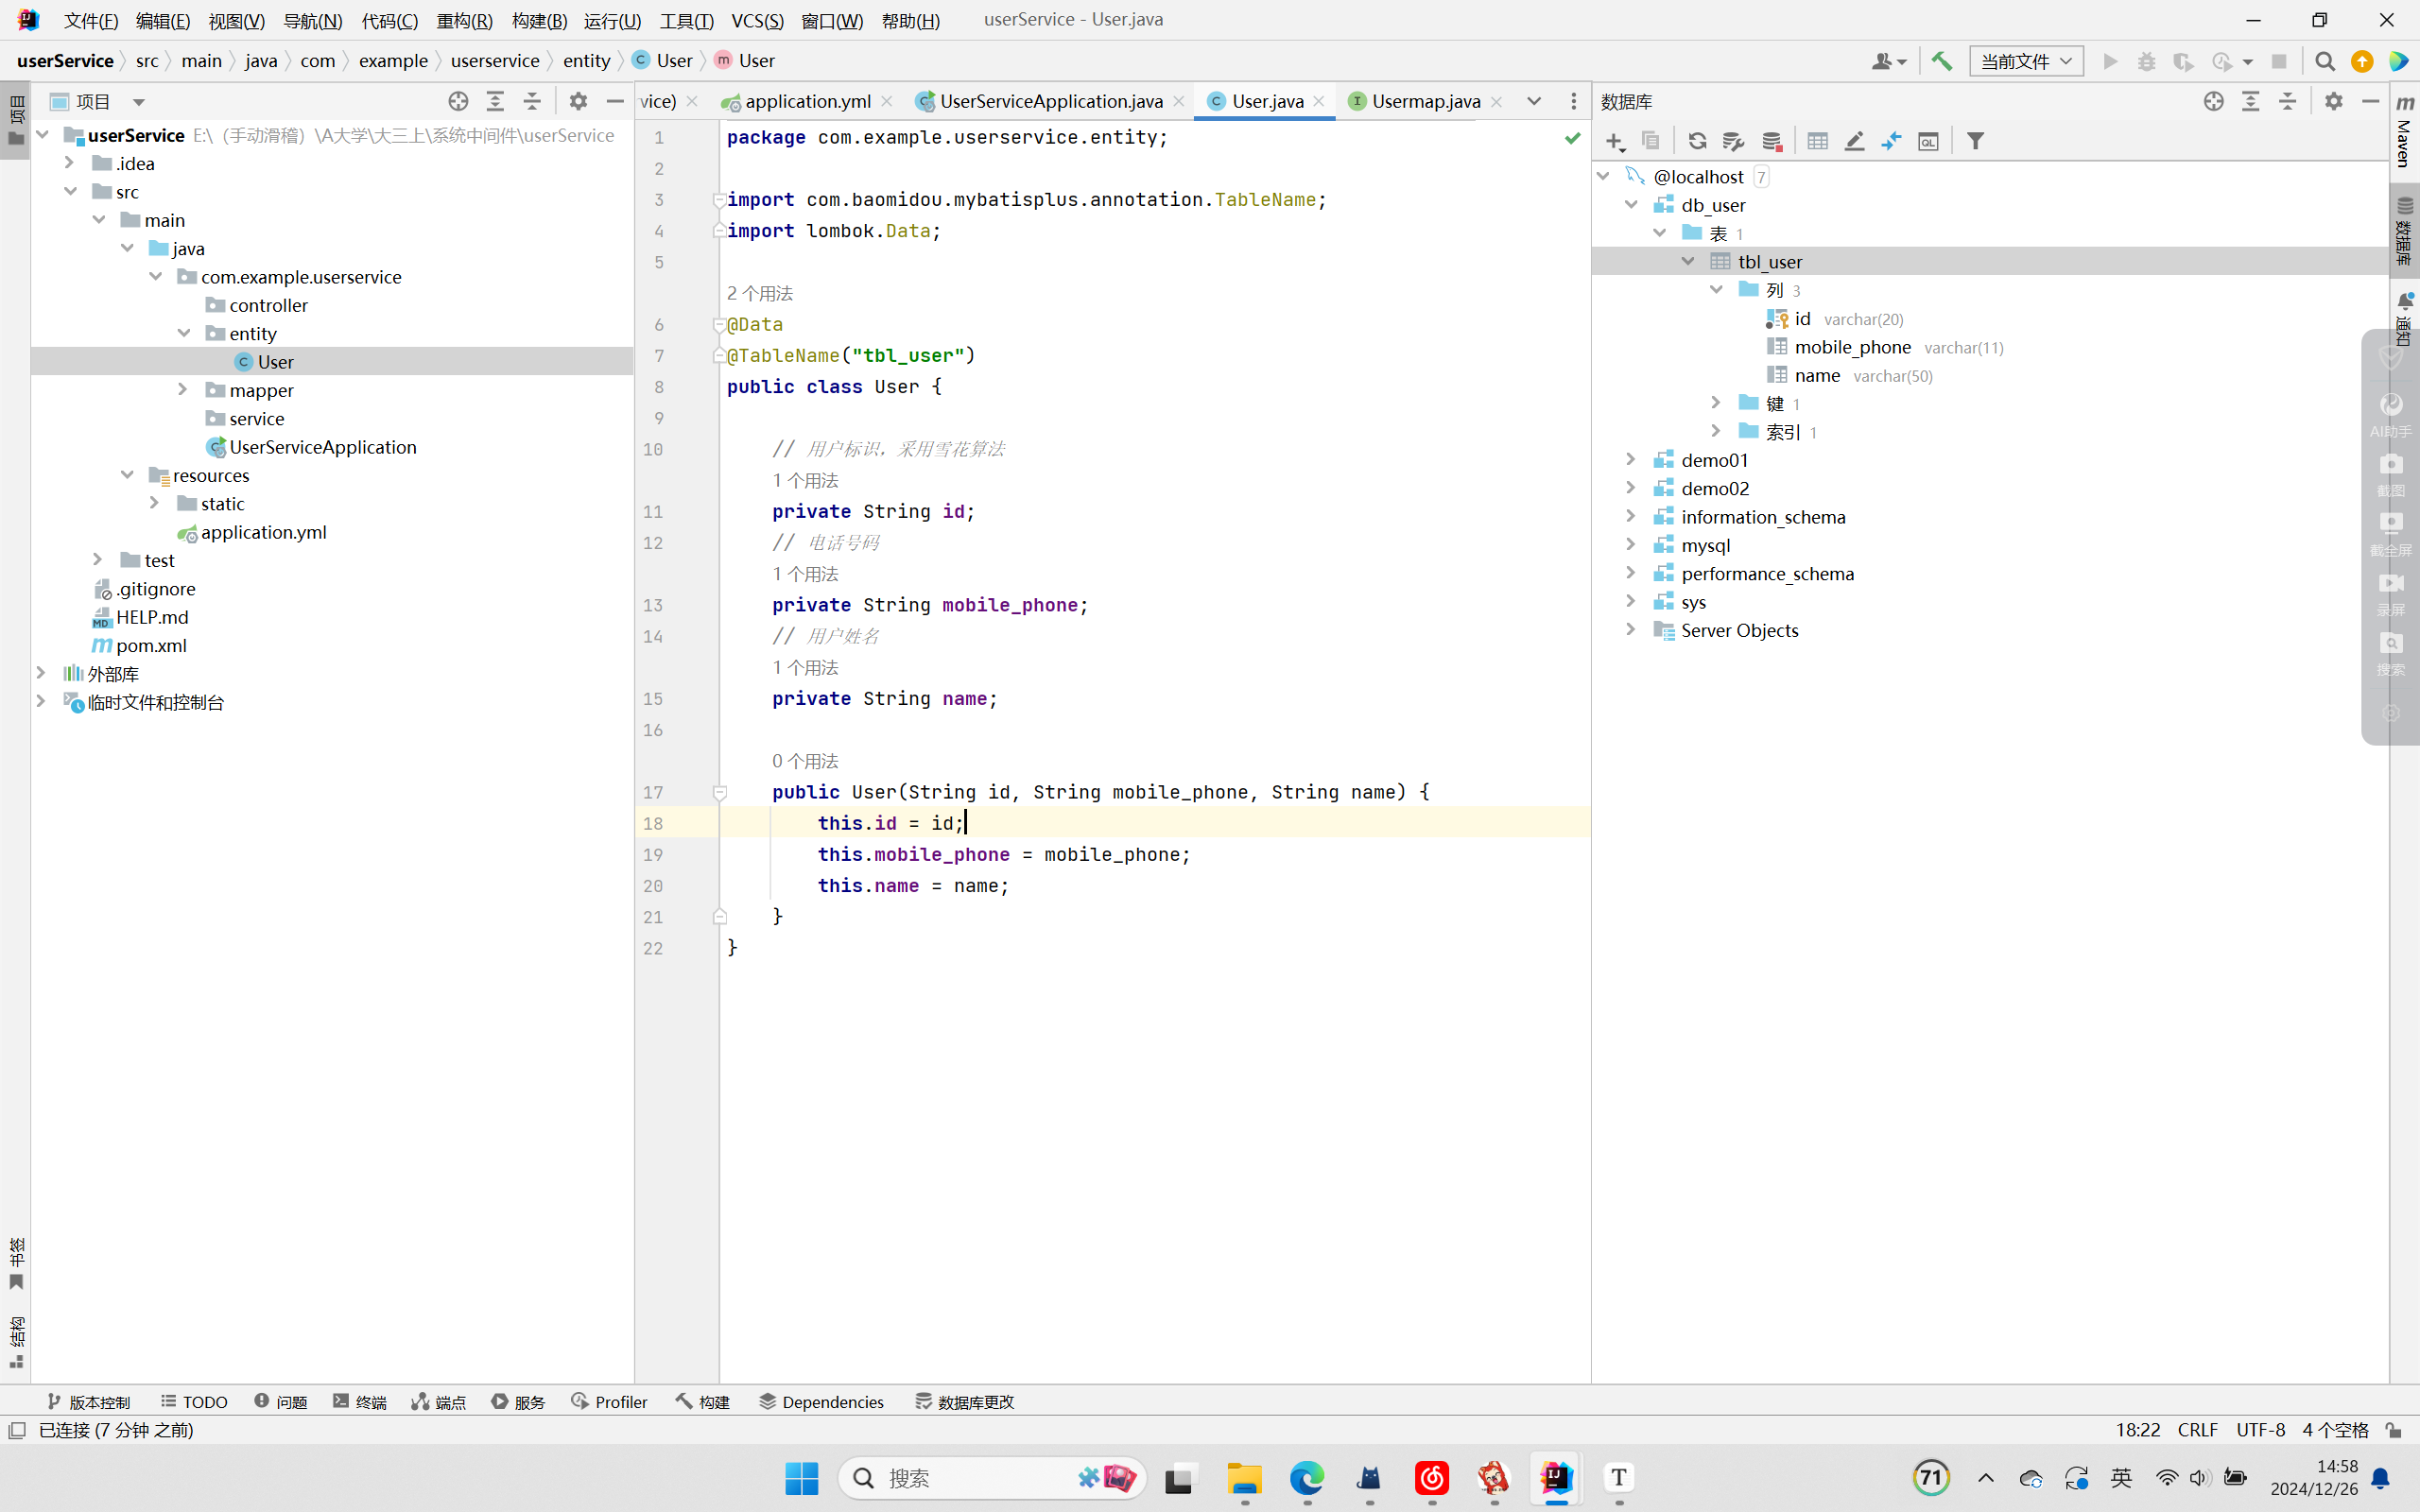 文件(F) 编辑(E) 视图(V) 导航(N) 代码(C) 重构(R) 构建(B) 运行(U) 工具(T) VCS(S) 窗口(W) 帮助(H) userService - User.java
userService src main java com example userservice entity User User 当前文件
项目
项目
userService E:\（手动滑稽）\A大学\大三上\系统中间件\userService
.idea
src
main
java
com.example.userservice
controller
entity
User
mapper
service
UserServiceApplication
resources
static
application.yml
test
.gitignore
HELP.md
pom.xml
外部库
临时文件和控制台
书签
结构
vice) application.yml UserServiceApplication.java User.java Usermap.java
1 package com.example.userservice.entity;
2
3 import com.baomidou.mybatisplus.annotation.TableName;
4 import lombok.Data;
5
2 个用法
6 @Data
7 @TableName("tbl_user")
8 public class User {
9
10 // 用户标识，采用雪花算法
1 个用法
11 private String id;
12 // 电话号码
1 个用法
13 private String mobile_phone;
14 // 用户姓名
1 个用法
15 private String name;
16
0 个用法
17 public User(String id, String mobile_phone, String name) {
18 this.id = id;
19 this.mobile_phone = mobile_phone;
20 this.name = name;
21 }
22 }
数据库
@localhost 7
db_user
表 1
tbl_user
列 3
id varchar(20)
mobile_phone varchar(11)
name varchar(50)
键 1
索引 1
demo01
demo02
information_schema
mysql
performance_schema
sys
Server Objects
Maven
数据库
通知
AI助手
截图
截全屏
录屏
搜索
版本控制 TODO 问题 终端 端点 服务 Profiler 构建 Dependencies 数据库更改
已连接 (7 分钟 之前) 18:22 CRLF UTF-8 4 个空格
搜索 71 英 14:58
2024/12/26